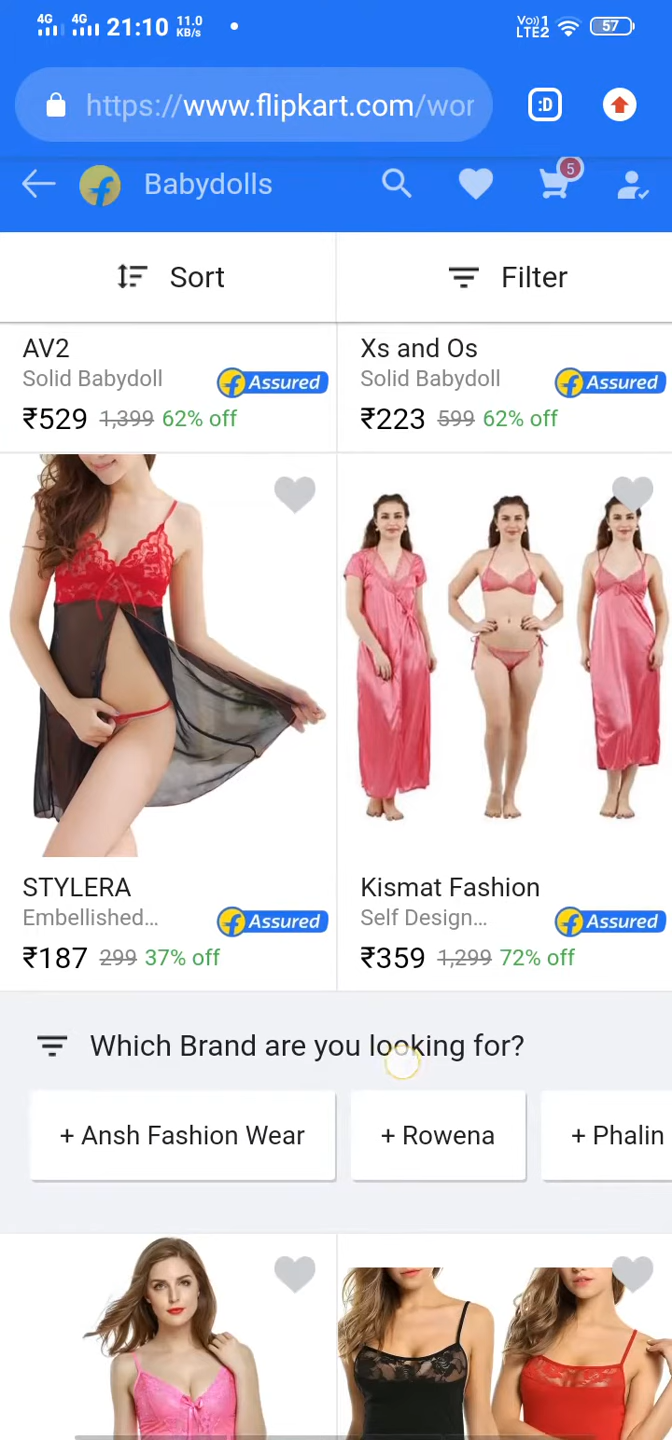 4G 4G 21:10 11.0 KB/s Vo)) 1 LTE2 57
https://www.flipkart.com/wor :D
f Babydolls 5
Sort Filter
AV2 Xs and Os
Solid Babydoll f Assured Solid Babydoll f Assured
₹529 1,399 62% off ₹223 599 62% off
STYLERA Kismat Fashion
Embellished... f Assured Self Design... f Assured
₹187 299 37% off ₹359 1,299 72% off
Which Brand are you looking for?
+ Ansh Fashion Wear + Rowena + Phalin